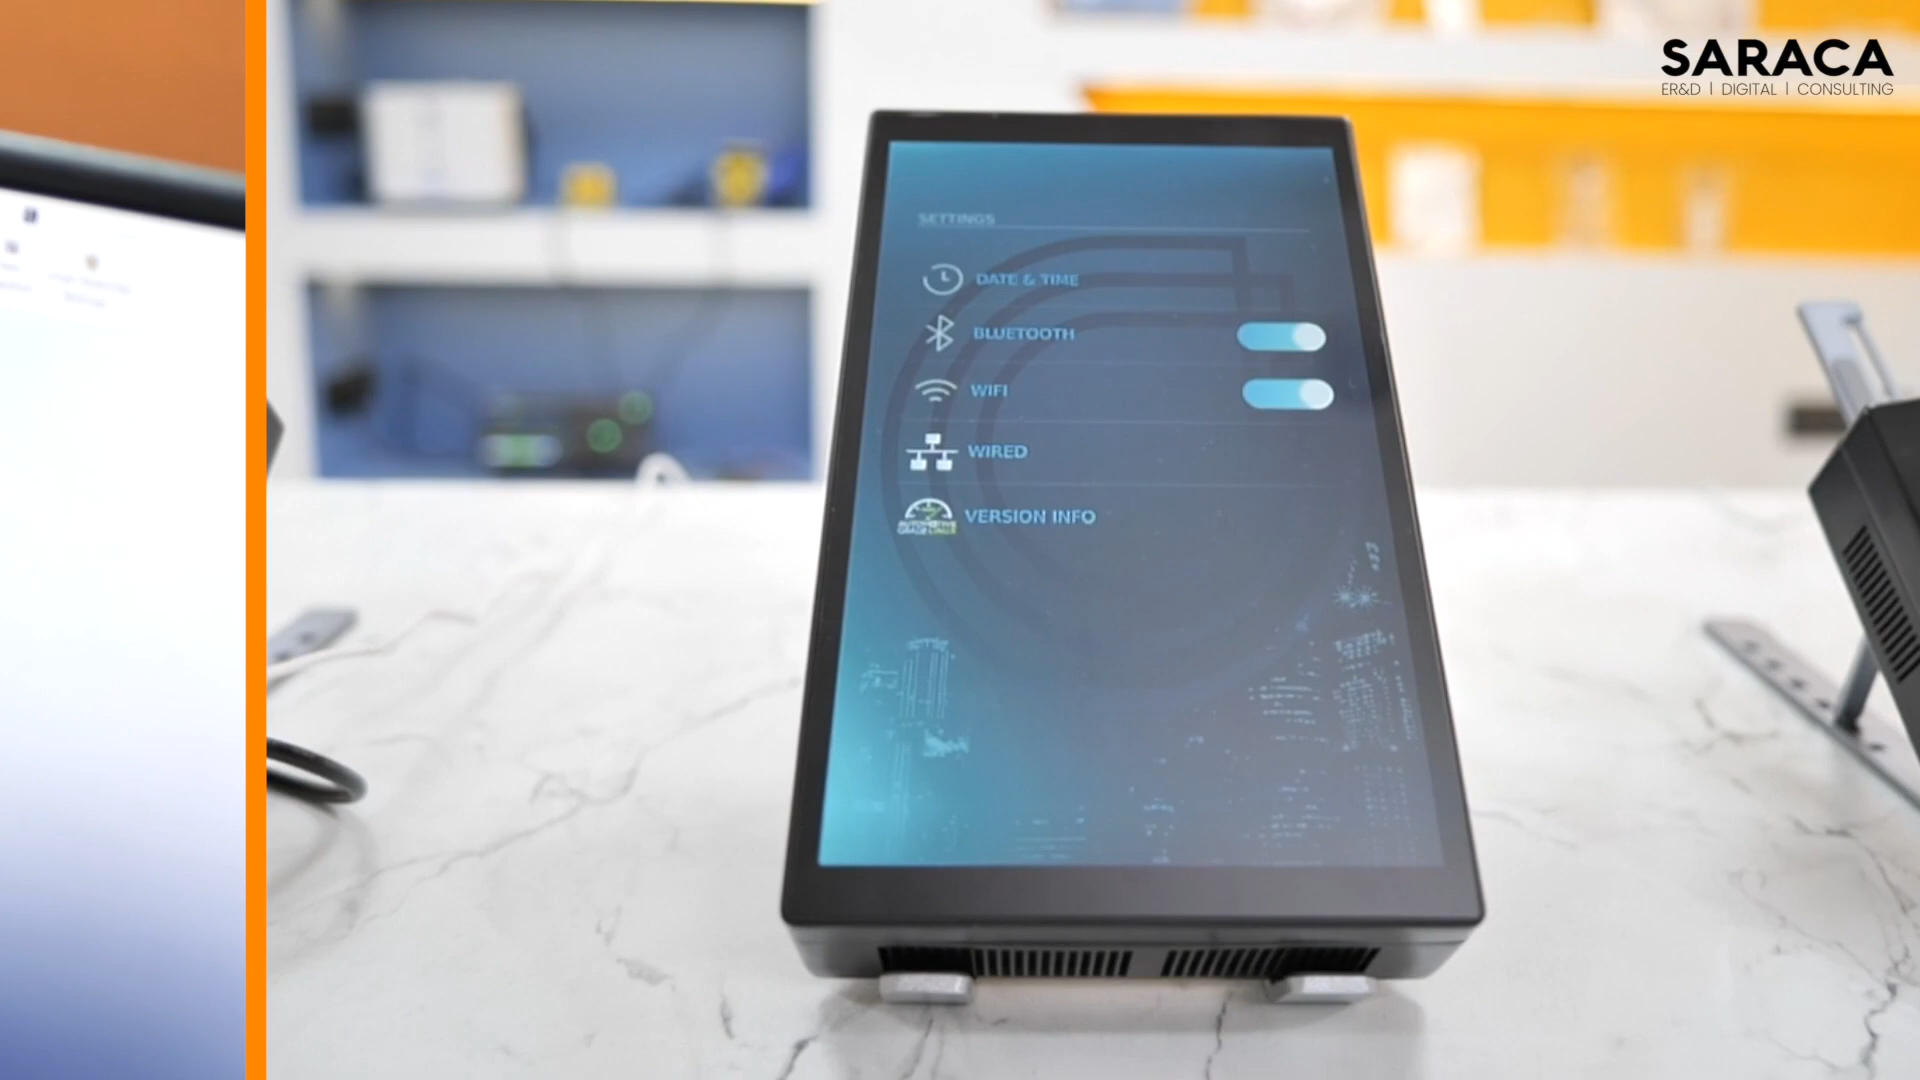 SARACA
ER&D | DIGITAL | CONSULTING
SETTINGS
DATE & TIME
BLUETOOTH
WIFI
WIRED
VERSION INFO